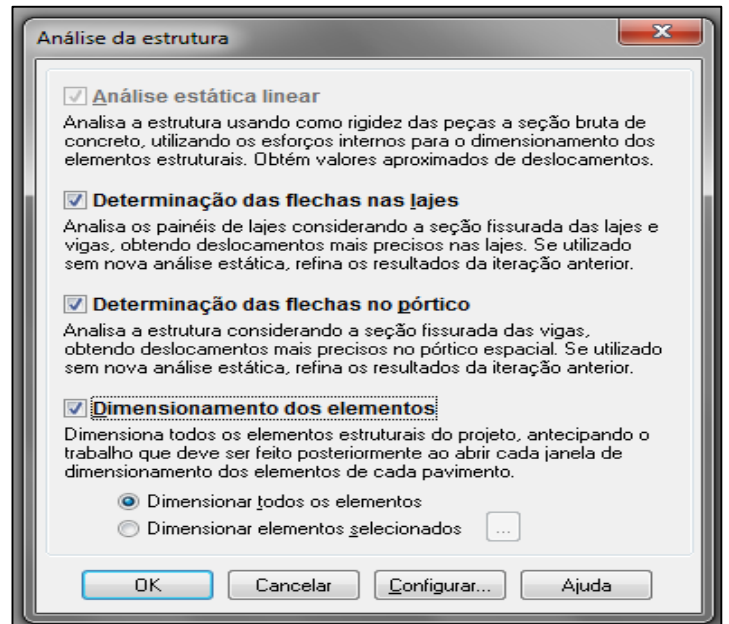 Análise da estrutura
x
Análise estática linear
Analisa a estrutura usando como rigidez das peças a seção bruta de
concreto, utilizando os esforços internos para o dimensionamento dos
elementos estruturais. Obtém valores aproximados de deslocamentos.
Determinação das flechas nas lajes
Analisa os painéis de lajes considerando a seção fissurada das lajes e
vigas, obtendo deslocamentos mais precisos nas lajes. Se utilizado
sem nova análise estática, refina os resultados da iteração anterior.
Determinação das flechas no pórtico
Analisa a estrutura considerando a seção fissurada das vigas,
obtendo deslocamentos mais precisos no pórtico espacial. Se utilizado
sem nova análise estática, refina os resultados da iteração anterior.
Dimensionamento dos elementos
Dimensiona todos os elementos estruturais do projeto, antecipando o
trabalho que deve ser feito posteriormente ao abrir cada janela de
dimensionamento dos elementos de cada pavimento.
Dimensionar todos os elementos
Dimensionar elementos selecionados ...
OK Cancelar Configurar... Ajuda